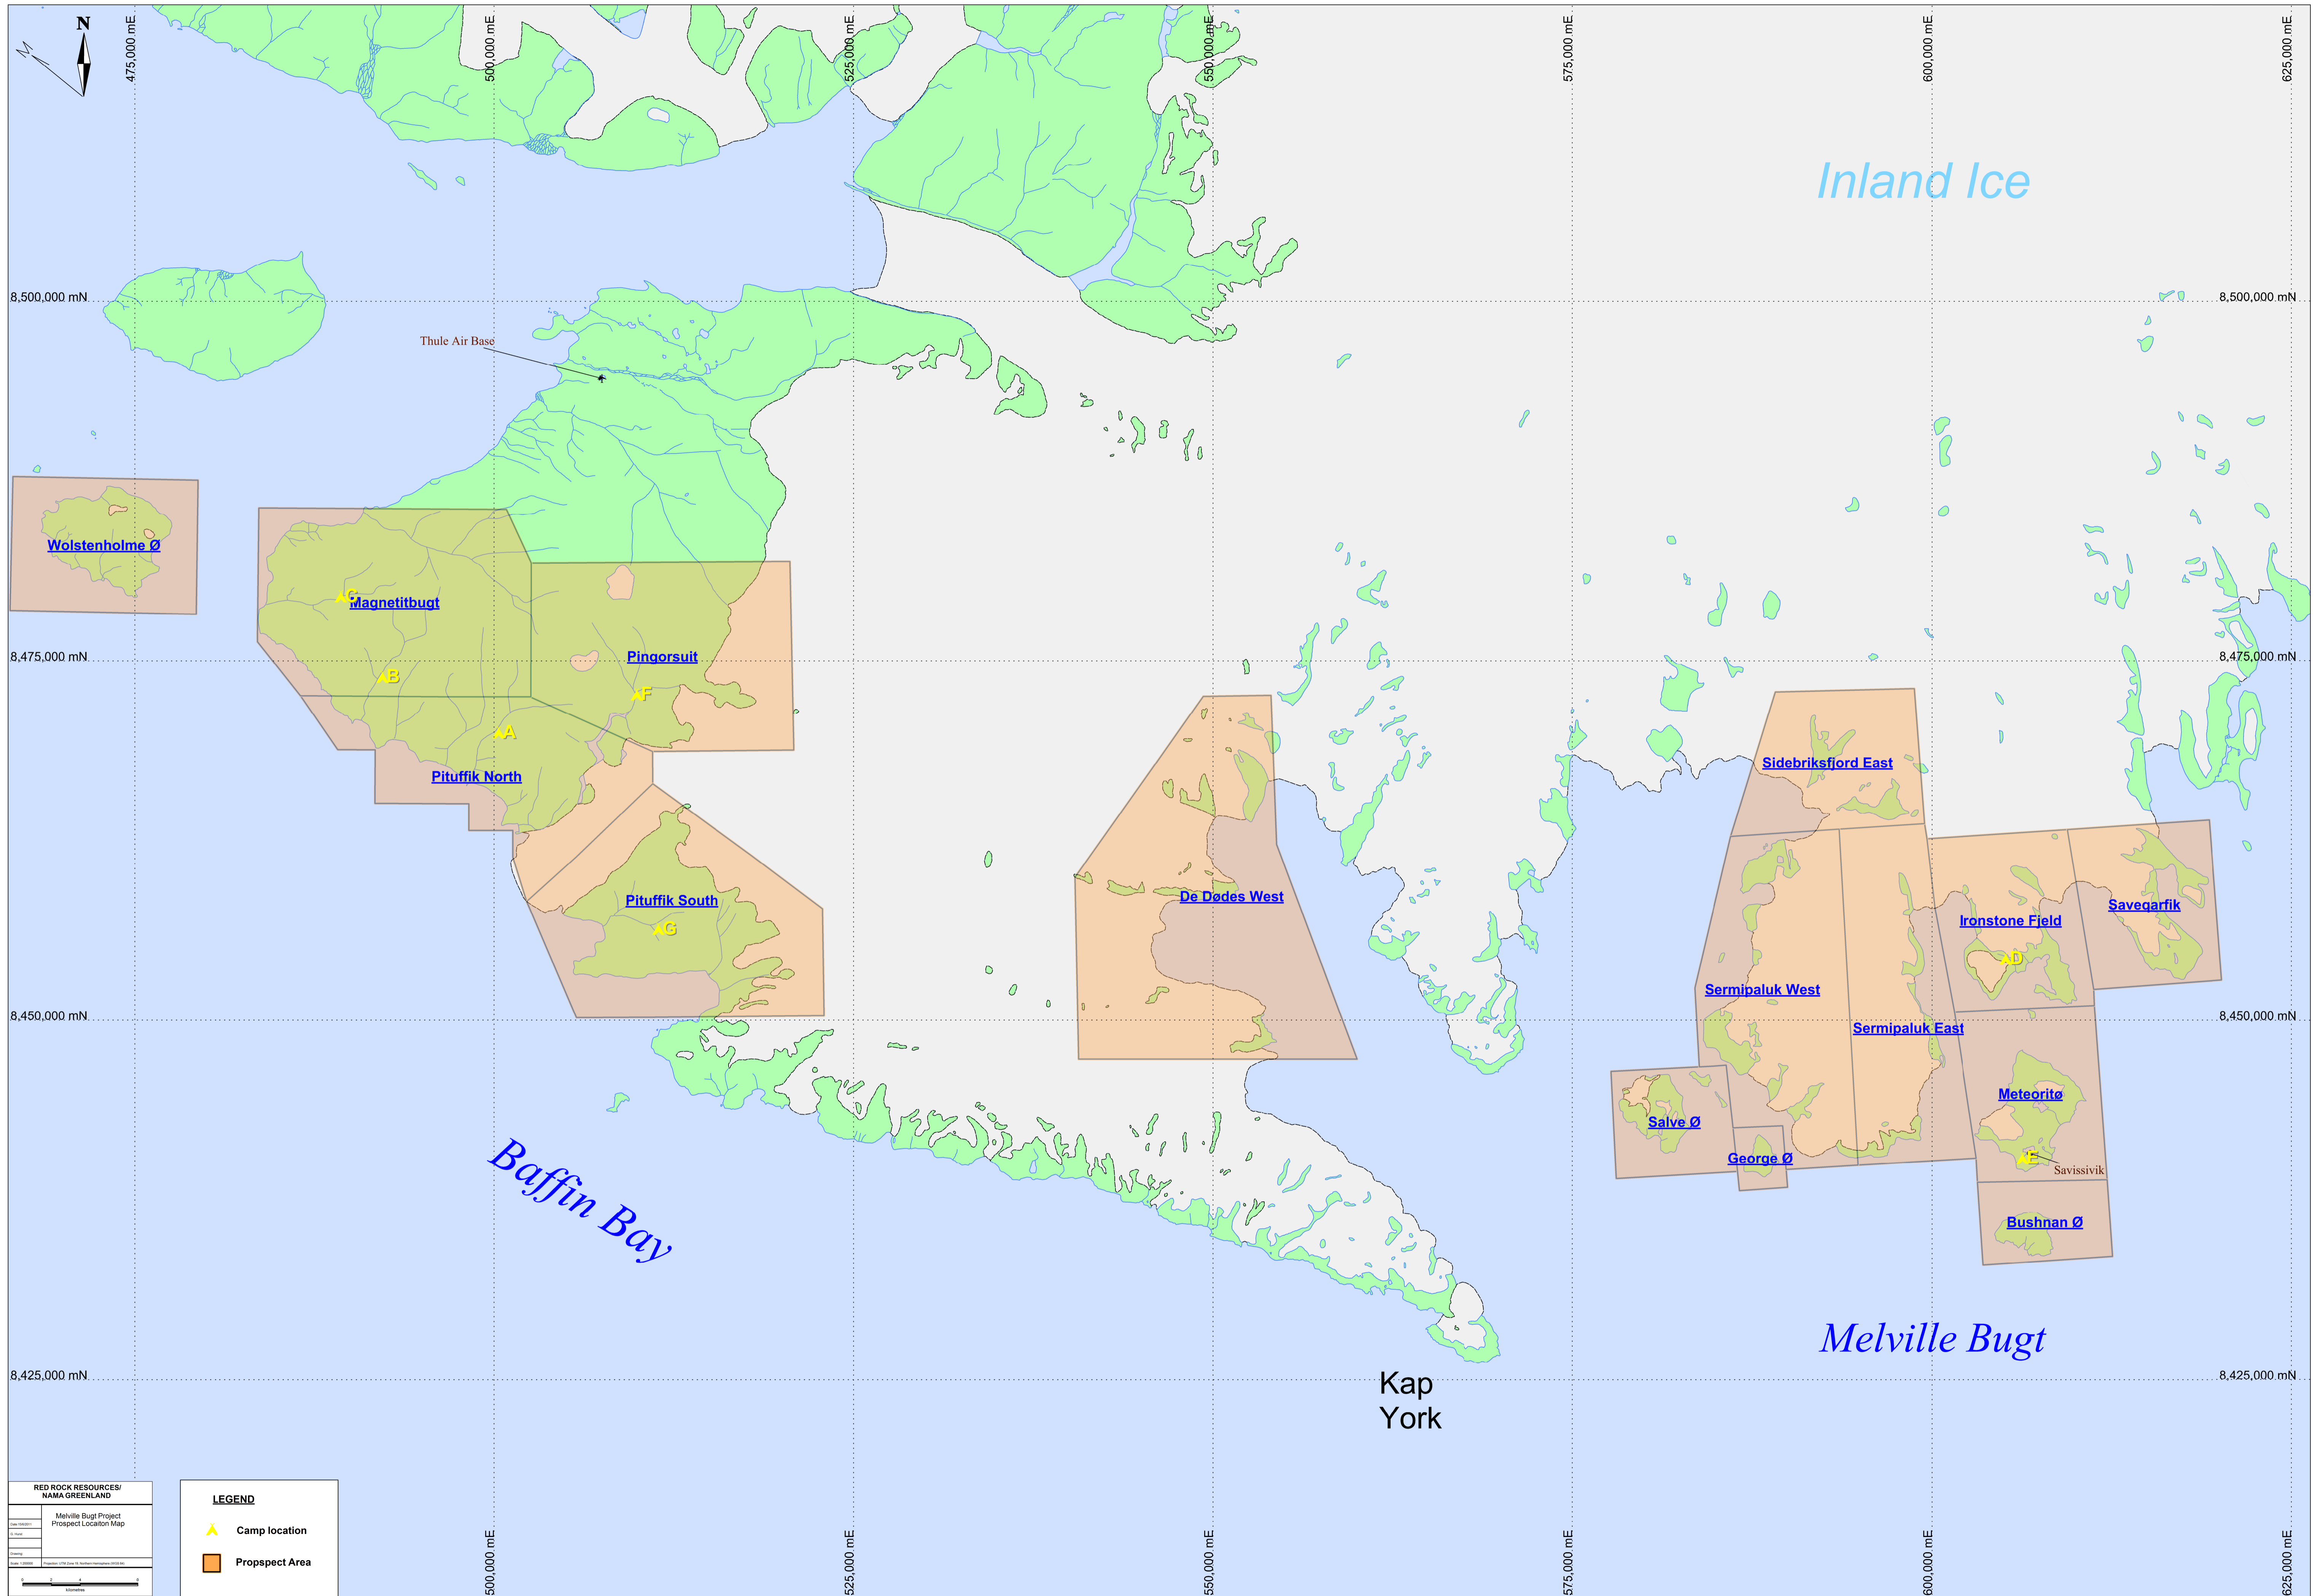 N
M
475,000 mE
500,000 mE
525,000 mE
550,000 mE
575,000 mE
600,000 mE
625,000 mE
Inland Ice
8,500,000 mN
8,500,000 mN
Thule Air Base
Wolstenholme Ø
C
Magnetitbugt
B
Pingorsuit
F
8,475,000 mN
8,475,000 mN
A
Pituffik North
Sidebriksfjord East
Pituffik South
G
De Dødes West
Saveqarfik
Ironstone Fjeld
D
Sermipaluk West
Sermipaluk East
8,450,000 mN
8,450,000 mN
Meteoritø
Salve Ø
George Ø
E
Savissivik
Bushnan Ø
Baffin Bay
Melville Bugt
8,425,000 mN
8,425,000 mN
Kap
York
RED ROCK RESOURCES/
NAMA GREENLAND
Melville Bugt Project
Prospect Locaiton Map
kilometres
LEGEND
Camp location
Propspect Area
500,000 mE
525,000 mE
550,000 mE
575,000 mE
600,000 mE
625,000 mE